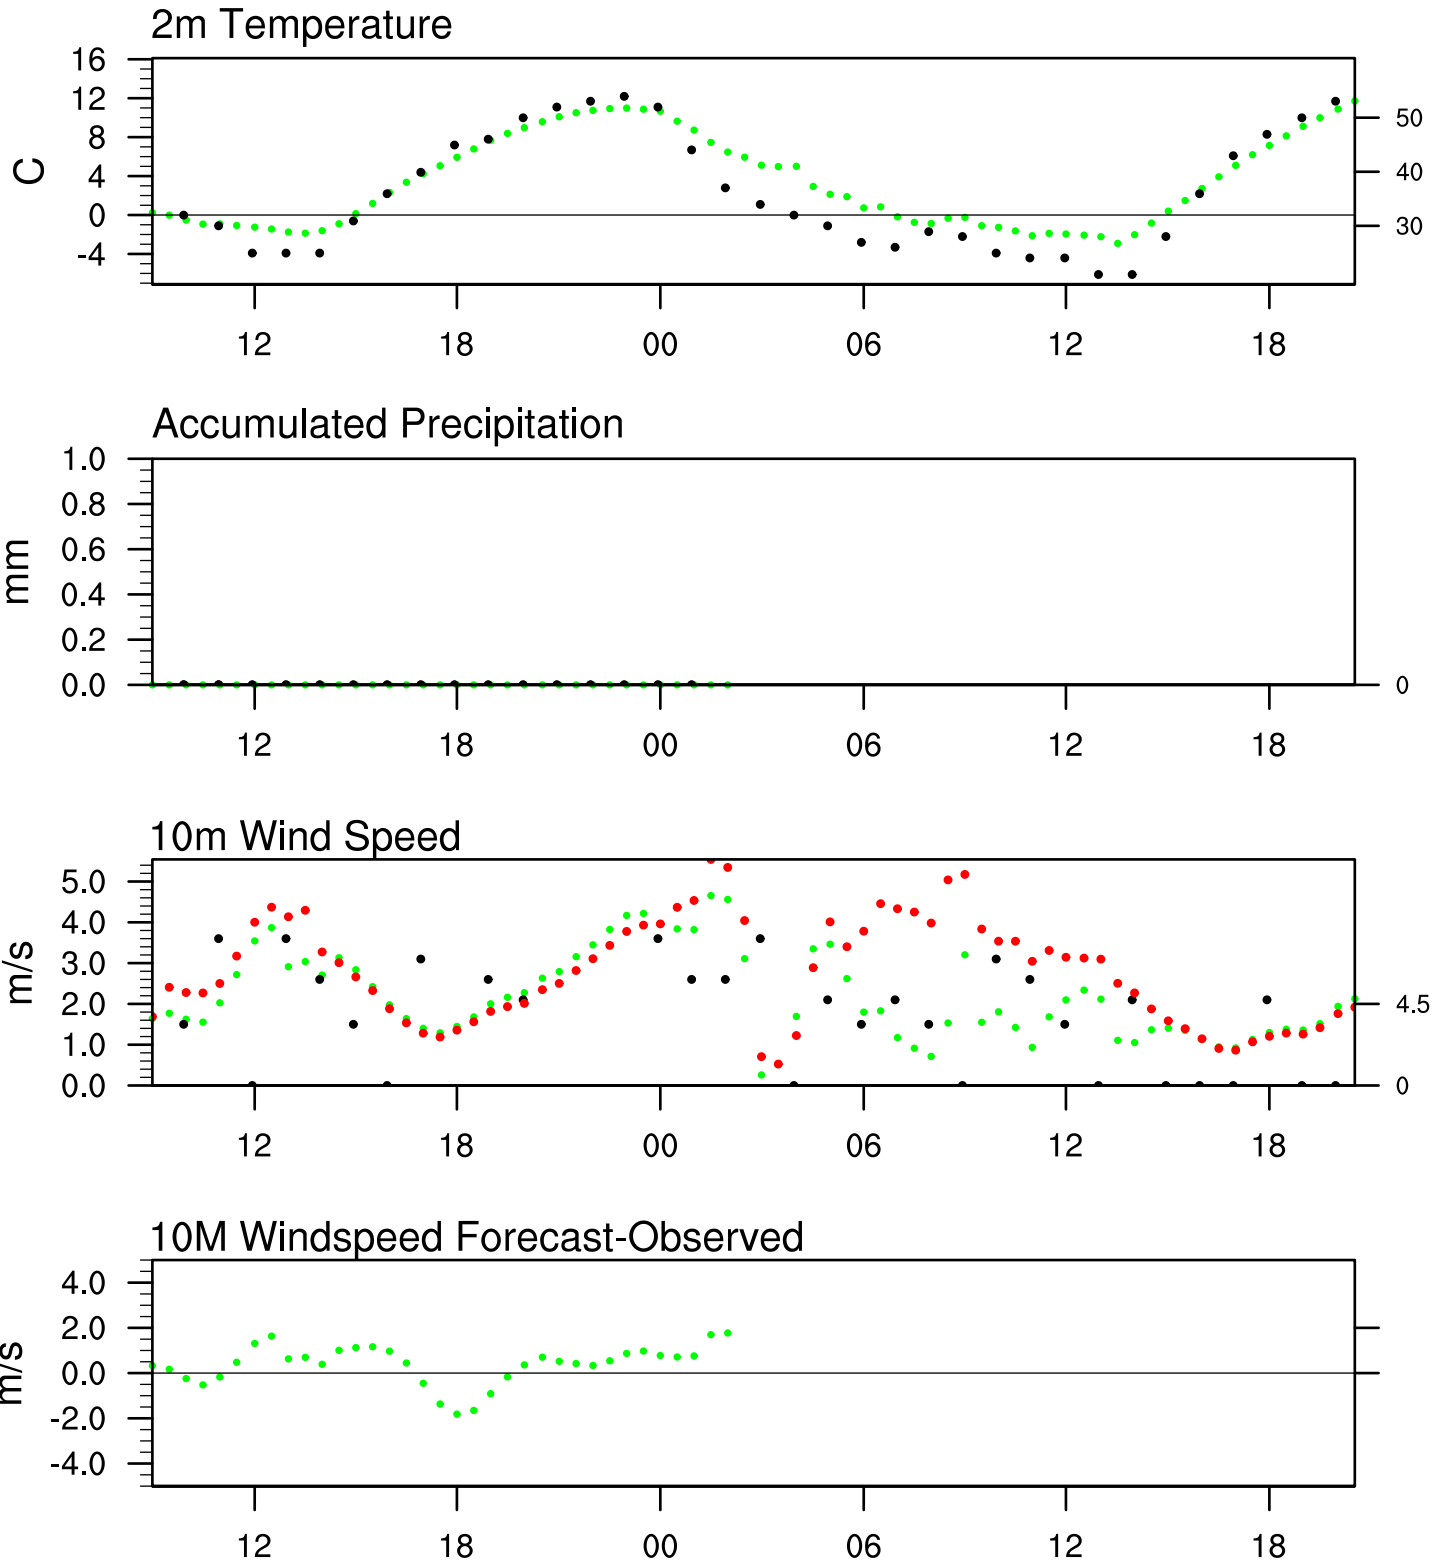 2m Temperature
16
12
8
4
0
-4
C
50
40
30
12 18 00 06 12 18
Accumulated Precipitation
1.0
0.8
0.6
0.4
0.2
0.0
mm
0
12 18 00 06 12 18
10m Wind Speed
5.0
4.0
3.0
2.0
1.0
0.0
m/s
4.5
0
12 18 00 06 12 18
10M Windspeed Forecast-Observed
4.0
2.0
0.0
-2.0
-4.0
m/s
12 18 00 06 12 18